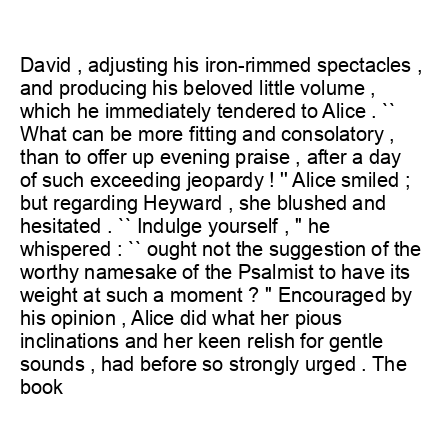 David , adjusting his iron-rimmed spectacles ,
and producing his beloved little volume ,
which he immediately tendered to Alice . ``
What can be more fitting and consolatory ,
than to offer up evening praise , after a day
of such exceeding jeopardy ! '' Alice smiled ;
but regarding Heyward , she blushed and
hesitated . `` Indulge yourself , '' he
whispered : `` ought not the suggestion of the
worthy namesake of the Psalmist to have its
weight at such a moment ? '' Encouraged by
his opinion , Alice did what her pious
inclinations and her keen relish for gentle
sounds , had before so strongly urged . The
book